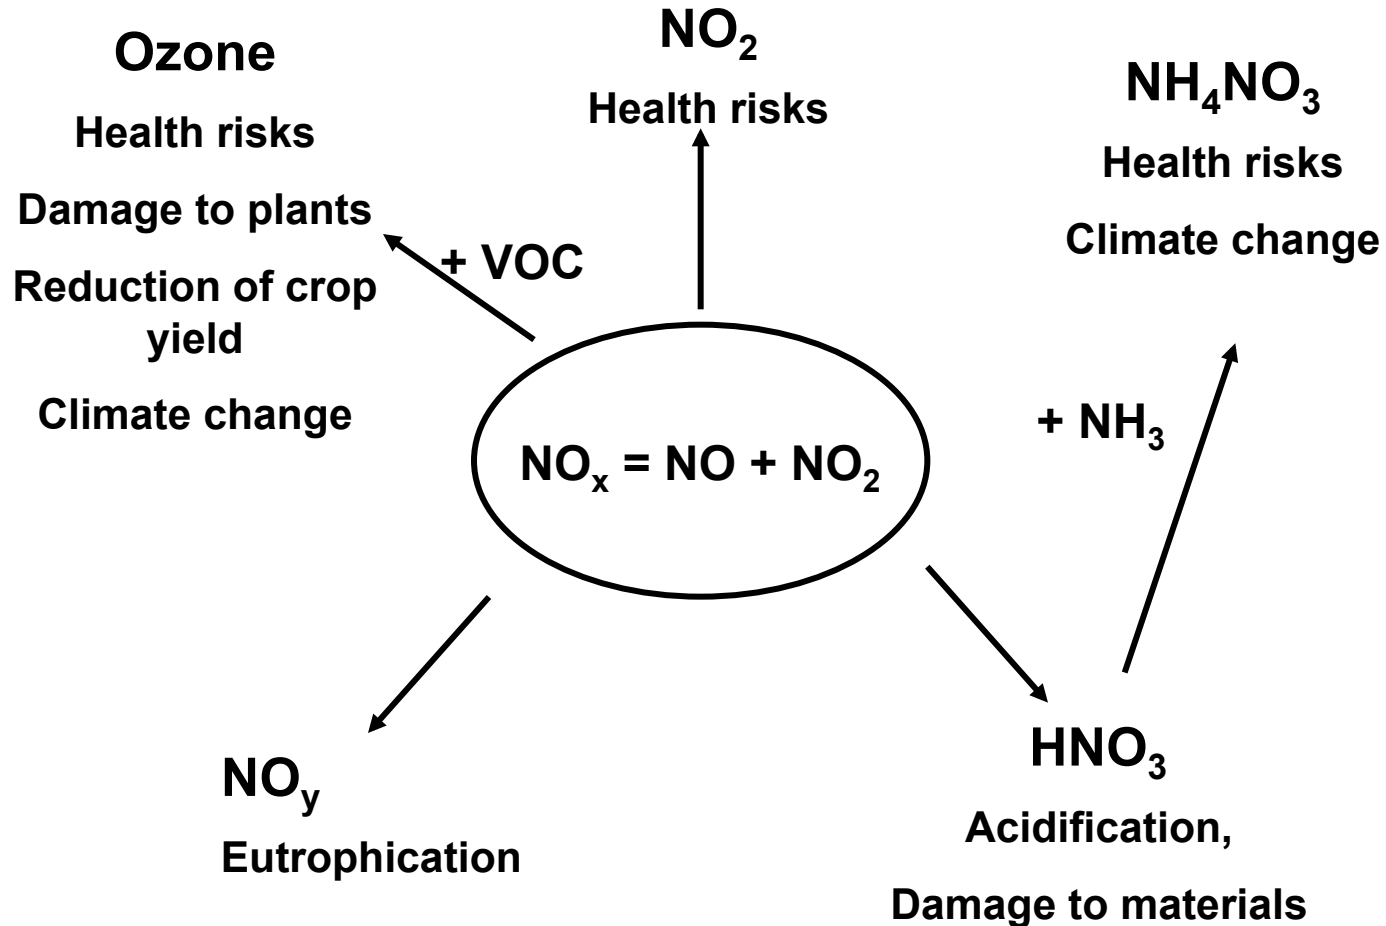 Ozone
Health risks
Damage to plants
Reduction of crop
yield
Climate change
NO₂
Health risks
NH₄NO₃
Health risks
Climate change
+ VOC
NOₓ = NO + NO₂
+ NH₃
NOy
Eutrophication
HNO₃
Acidification,
Damage to materials